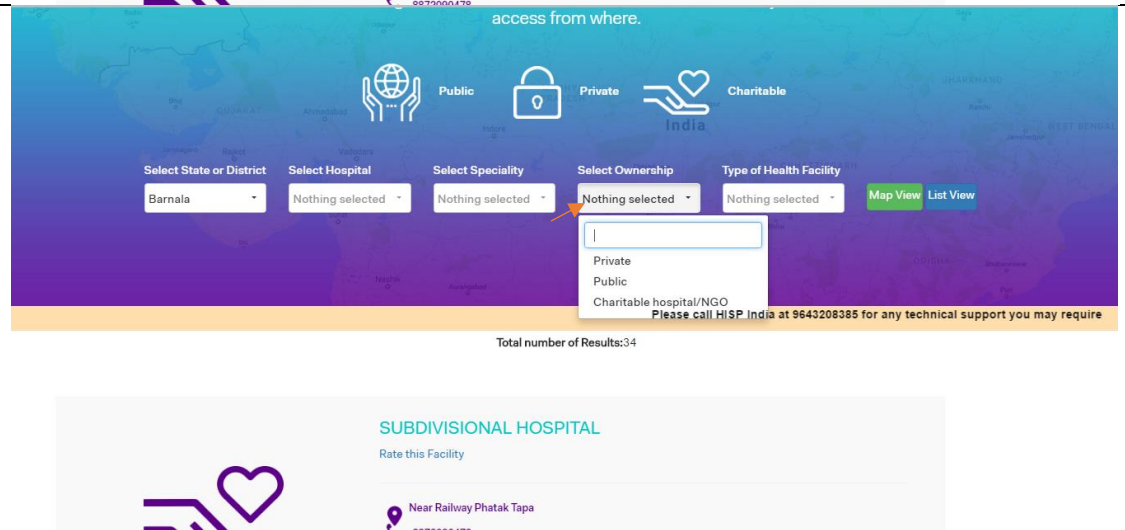 8872090478
access from where.
Public
Private
Charitable
India
Select State or District Select Hospital Select Speciality Select Ownership Type of Health Facility
Barnala Nothing selected Nothing selected Nothing selected Nothing selected Map View List View
Private
Public
Charitable hospital/NGO
Please call HISP India at 9643208385 for any technical support you may require
Total number of Results:34
SUBDIVISIONAL HOSPITAL
Rate this Facility
Near Railway Phatak Tapa